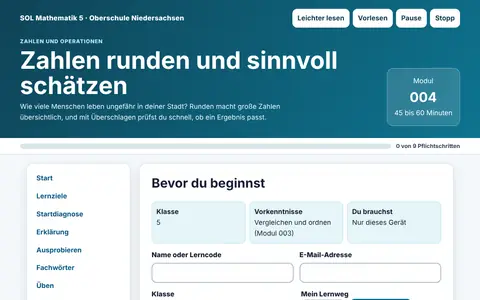 SOL Mathematik 5 · Oberschule Niedersachsen
Leichter lesen
Vorlesen
Pause
Stopp
ZAHLEN UND OPERATIONEN
Zahlen runden und sinnvoll
schätzen
Wie viele Menschen leben ungefähr in deiner Stadt? Runden macht große Zahlen
übersichtlich, und mit Überschlagen prüfst du schnell, ob ein Ergebnis passt.
Modul
004
45 bis 60 Minuten
0 von 9 Pflichtschritten
Start
Lernziele
Startdiagnose
Erklärung
Ausprobieren
Fachwörter
Üben
Bevor du beginnst
Klasse
5
Vorkenntnisse
Vergleichen und ordnen
(Modul 003)
Du brauchst
Nur dieses Gerät
Name oder Lerncode
E-Mail-Adresse
Klasse
Mein Lernweg